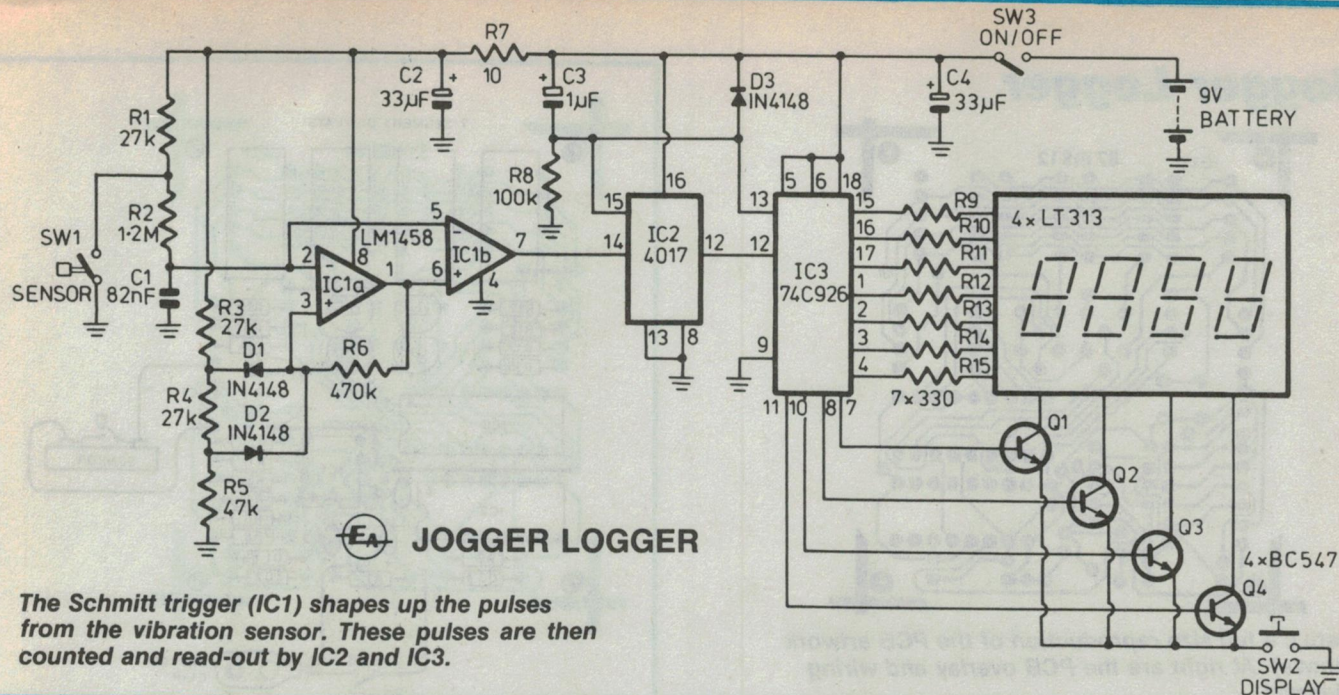 SW3
ON/OFF
R7
10
C2
33µF
+
C3
1µF
+
D3
IN4148
C4
33µF
+
9V
BATTERY
R1
27k
R8
100k
16
5 6 18
R2
1·2M
5
15
13
15
R9
4×LT313
SW1
LM1458
16
R10
2
8
IC1b
7
14
IC2
4017
12
12
IC3
74C926
17
R11
C1
82nF
SENSOR
IC1a
1
6
4
1
R12
3
2
R13
R3
27k
13 8
9
3
R14
D1
IN4148
R6
470k
4
R15
R4
27k
D2
IN4148
11 10 8 7
7×330
Q1
R5
47k
Q2
EA JOGGER LOGGER
Q3
4×BC547
Q4
The Schmitt trigger (IC1) shapes up the pulses
from the vibration sensor. These pulses are then
counted and read-out by IC2 and IC3.
SW2
DISPLAY